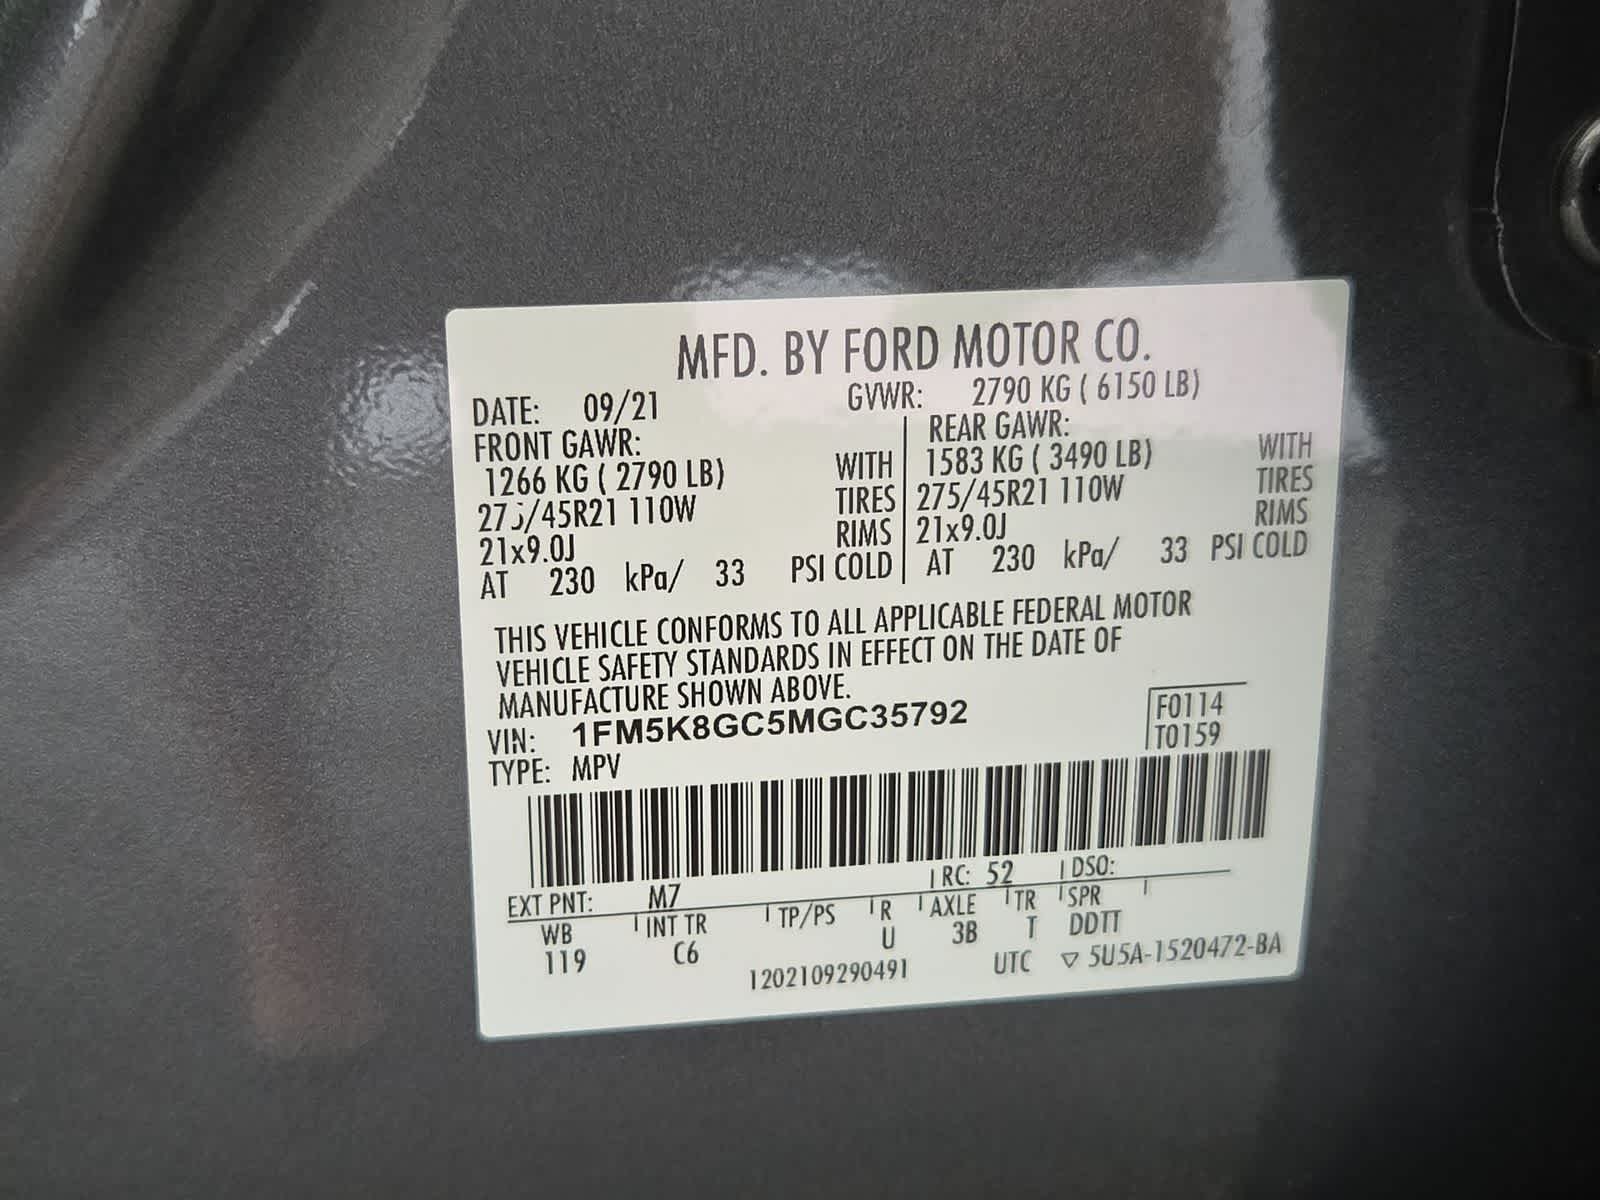 MFD. BY FORD MOTOR CO.
DATE: 09/21 GVWR: 2790 KG ( 6150 LB)
FRONT GAWR: REAR GAWR:
1266 KG ( 2790 LB) WITH 1583 KG ( 3490 LB) WITH
275/45R21 110W TIRES 275/45R21 110W TIRES
21x9.0J RIMS 21x9.0J RIMS
AT 230 kPa/ 33 PSI COLD AT 230 kPa/ 33 PSI COLD
THIS VEHICLE CONFORMS TO ALL APPLICABLE FEDERAL MOTOR
VEHICLE SAFETY STANDARDS IN EFFECT ON THE DATE OF
MANUFACTURE SHOWN ABOVE.
VIN: 1FM5K8GC5MGC35792 F0114
TYPE: MPV T0159
EXT PNT: M7 RC: 52 DSO:
WB INT TR TP/PS R AXLE TR SPR
119 C6 U 3B T DDTT
1202109290491 UTC ▽ 5U5A-1520472-BA